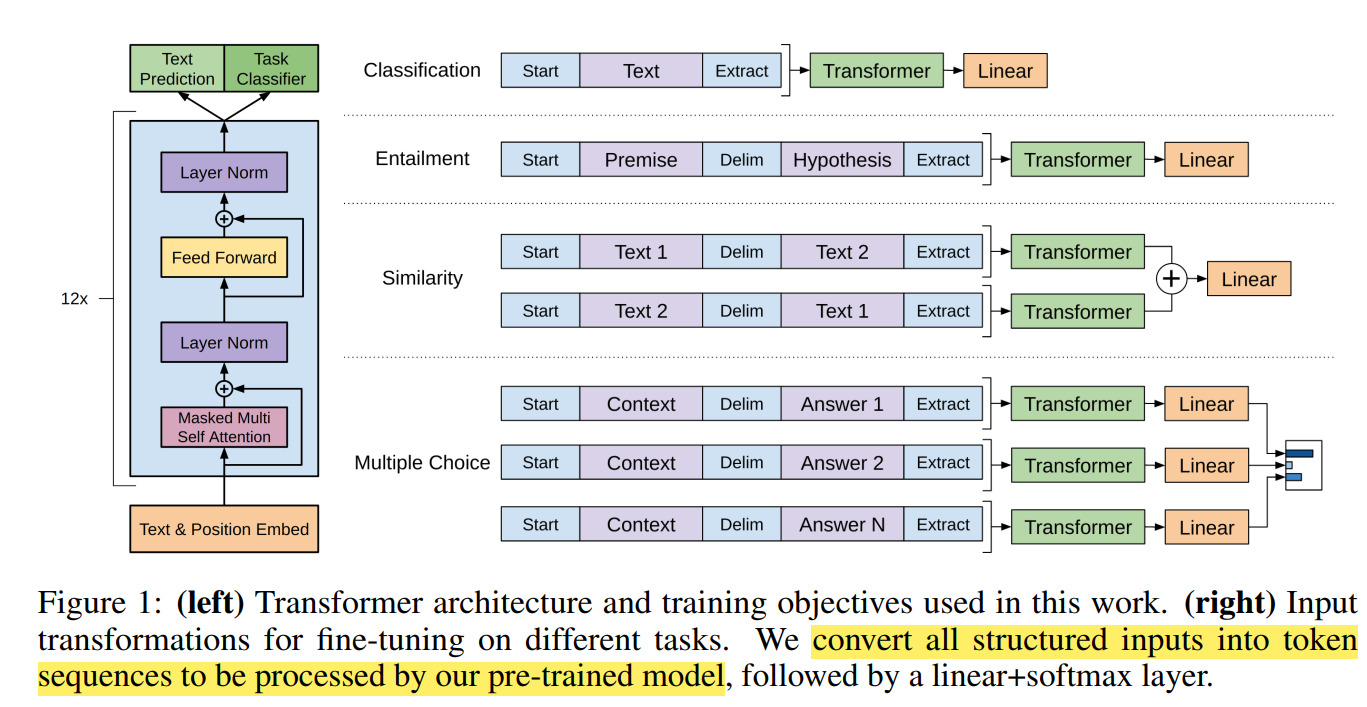 Text
Prediction
Task
Classifier
12x
Layer Norm
+
Feed Forward
Layer Norm
+
Masked Multi
Self Attention
Text & Position Embed
Classification Start Text Extract Transformer Linear
Entailment Start Premise Delim Hypothesis Extract Transformer Linear
Similarity
Start Text 1 Delim Text 2 Extract Transformer
+ Linear
Start Text 2 Delim Text 1 Extract Transformer
Multiple Choice
Start Context Delim Answer 1 Extract Transformer Linear
Start Context Delim Answer 2 Extract Transformer Linear
Start Context Delim Answer N Extract Transformer Linear
Figure 1: (left) Transformer architecture and training objectives used in this work. (right) Input
transformations for fine-tuning on different tasks. We convert all structured inputs into token
sequences to be processed by our pre-trained model, followed by a linear+softmax layer.